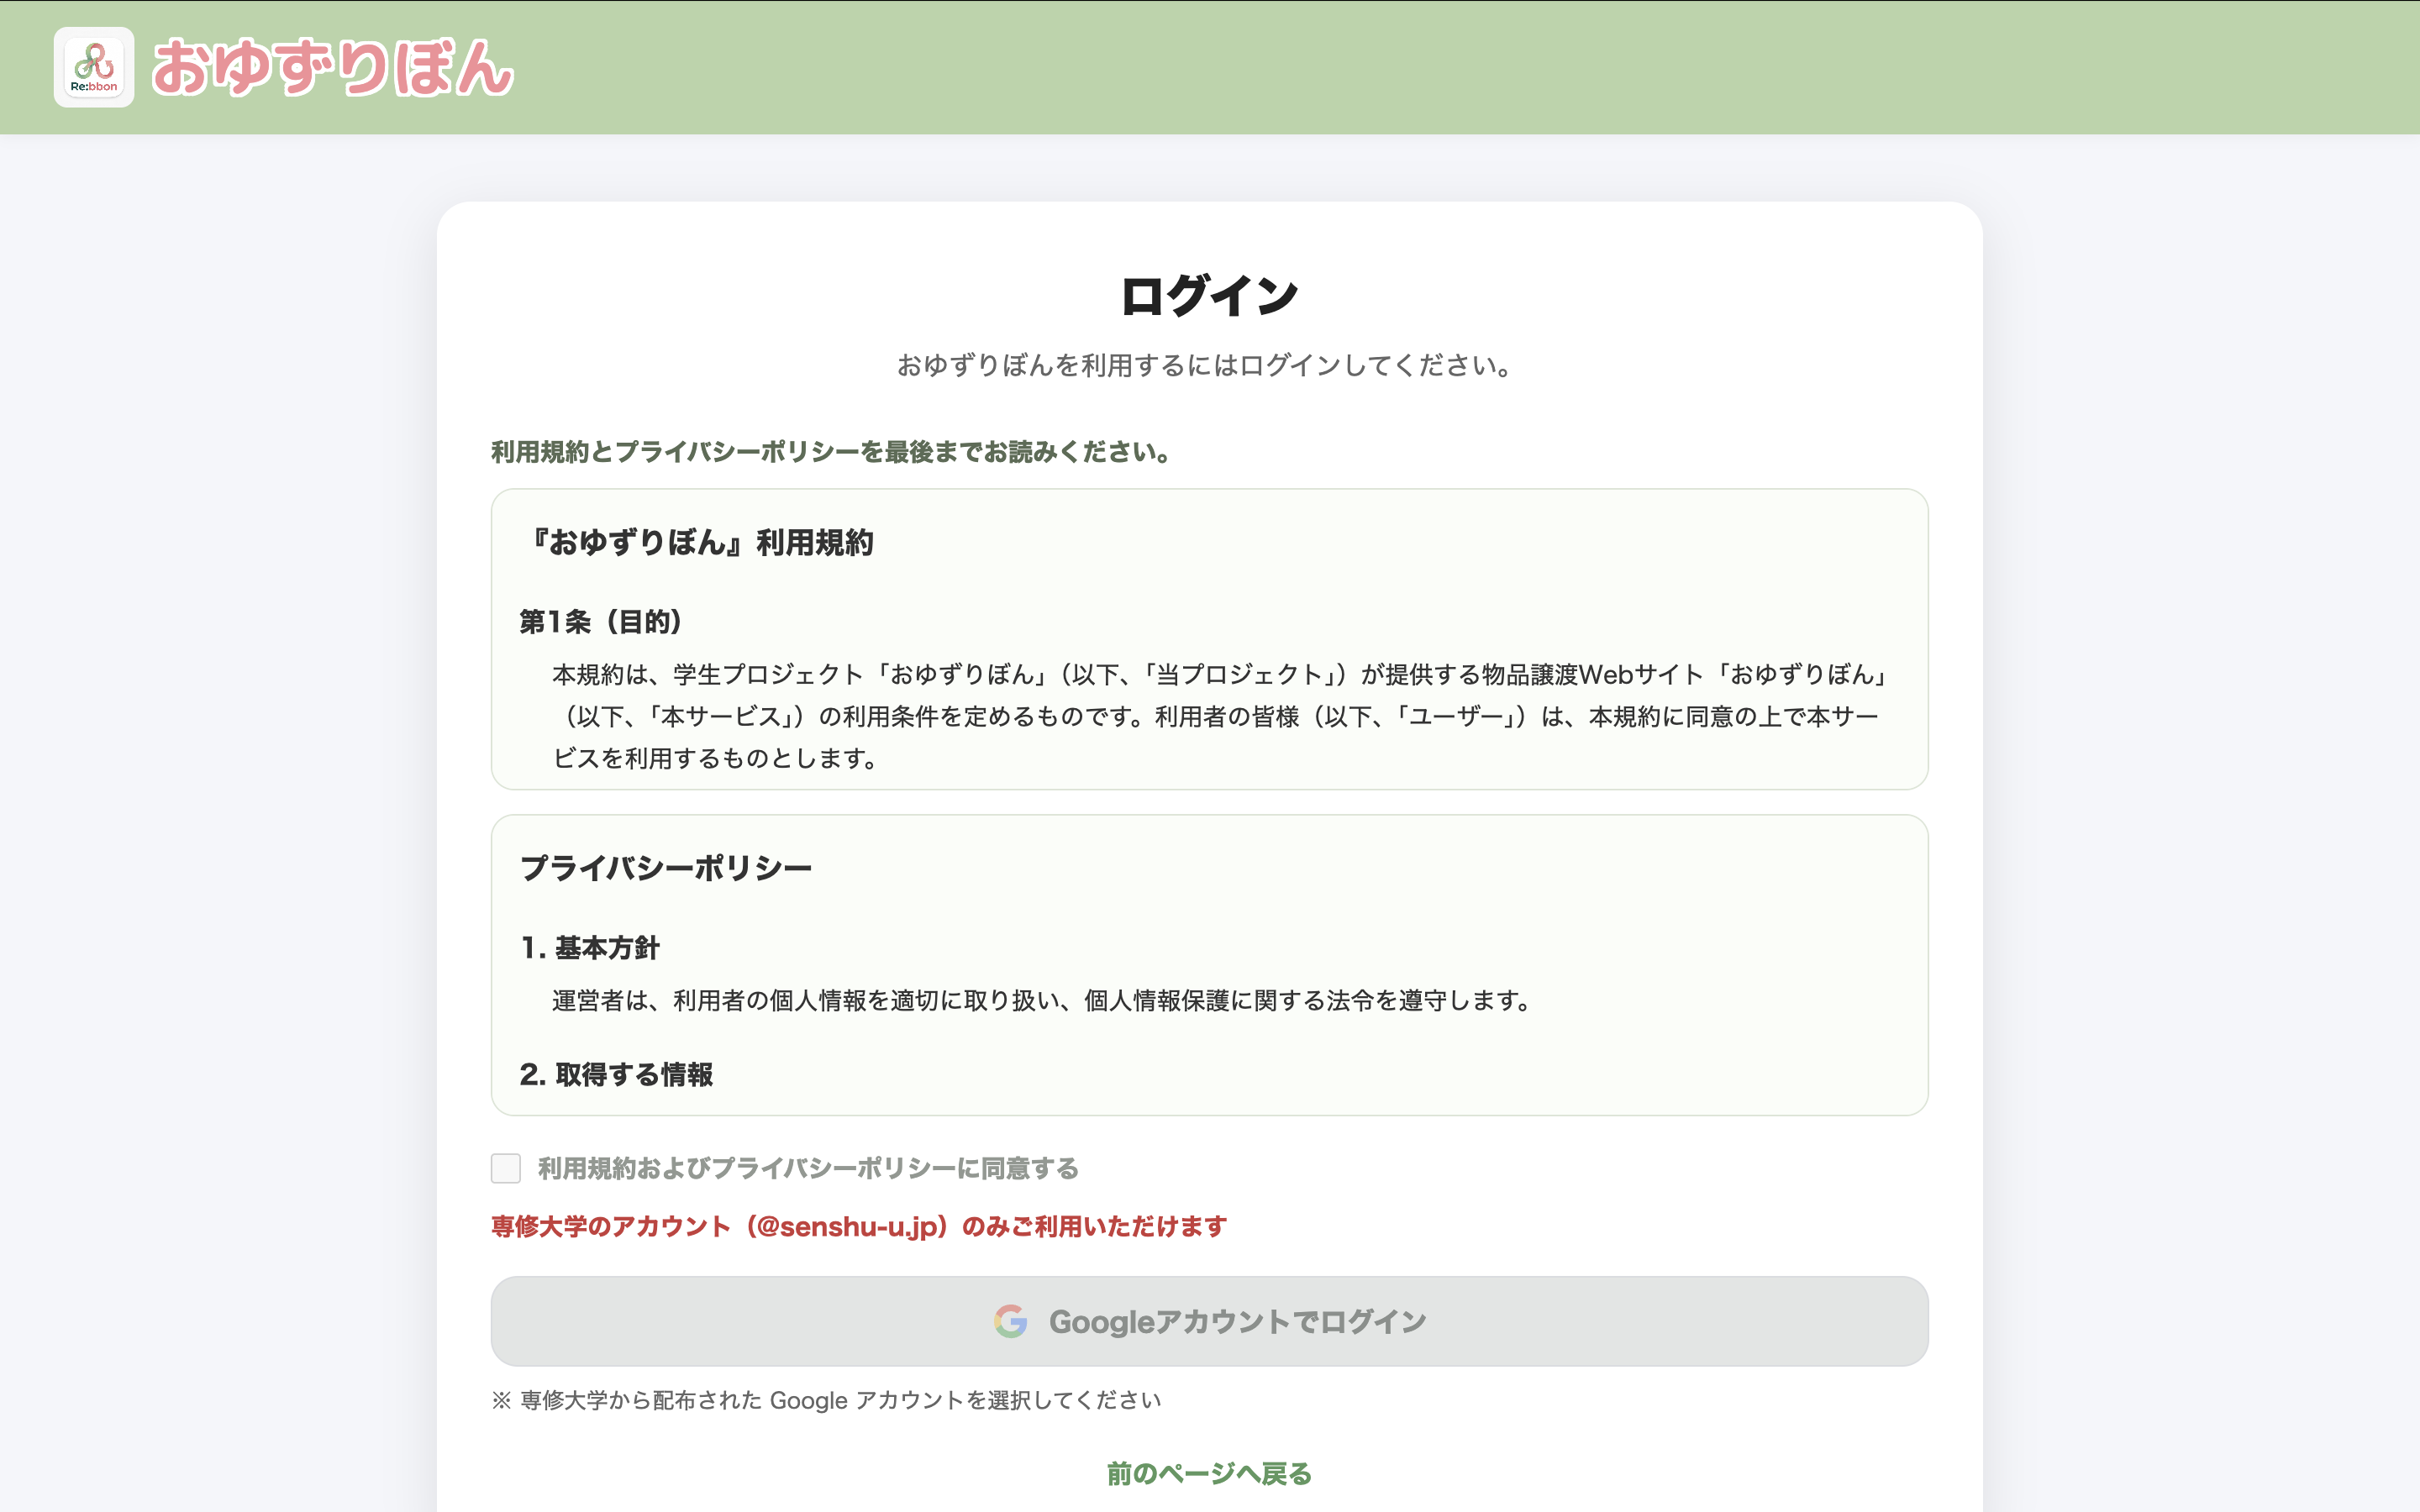 Re:bbon
おゆずりぼん
ログイン
おゆずりぼんを利用するにはログインしてください。
利用規約とプライバシーポリシーを最後までお読みください。
『おゆずりぼん』利用規約
第1条（目的）
本規約は、学生プロジェクト「おゆずりぼん」（以下、「当プロジェクト」）が提供する物品譲渡Webサイト「おゆずりぼん」
（以下、「本サービス」）の利用条件を定めるものです。利用者の皆様（以下、「ユーザー」）は、本規約に同意の上で本サー
ビスを利用するものとします。
プライバシーポリシー
1. 基本方針
運営者は、利用者の個人情報を適切に取り扱い、個人情報保護に関する法令を遵守します。
2. 取得する情報
利用規約およびプライバシーポリシーに同意する
専修大学のアカウント（@senshu-u.jp）のみご利用いただけます
Googleアカウントでログイン
※ 専修大学から配布された Google アカウントを選択してください
前のページへ戻る